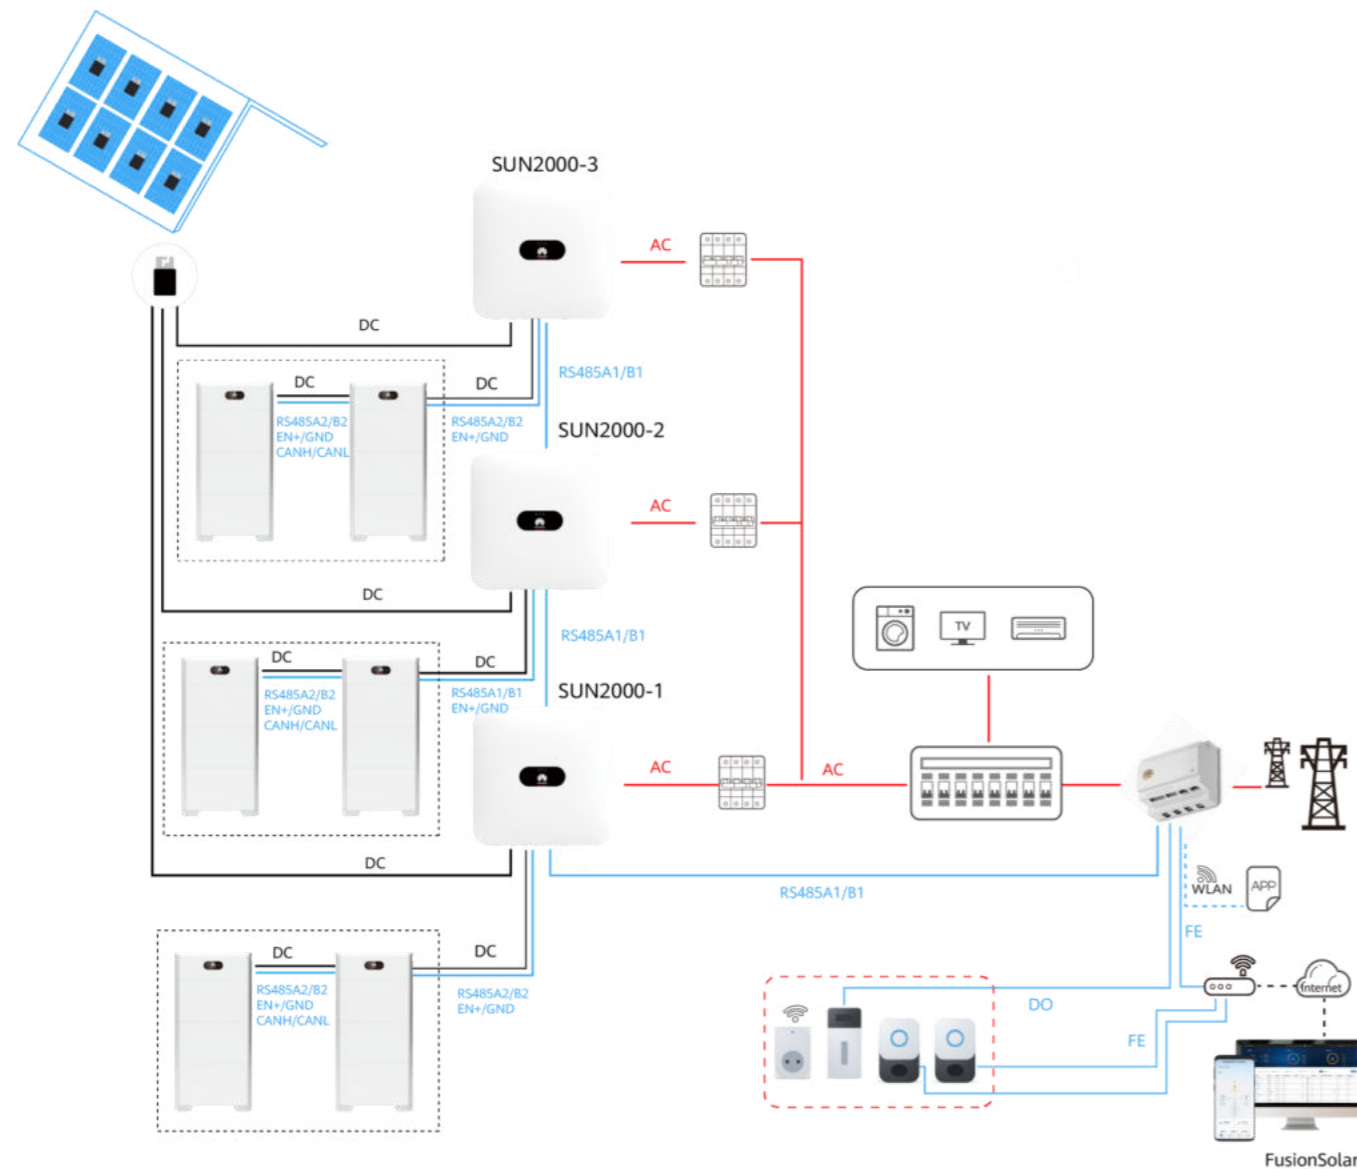 SUN2000-3
AC
DC
RS485A1/B1
DC
DC
RS485A2/B2
EN+/GND
CANH/CANL
RS485A2/B2
EN+/GND
SUN2000-2
AC
DC
RS485A1/B1
TV
DC
DC
RS485A2/B2
EN+/GND
CANH/CANL
RS485A1/B1
EN+/GND
SUN2000-1
AC
AC
DC
RS485A1/B1
WLAN
APP
FE
DC
DC
RS485A2/B2
EN+/GND
CANH/CANL
RS485A2/B2
EN+/GND
Internet
DO
FE
FusionSolar